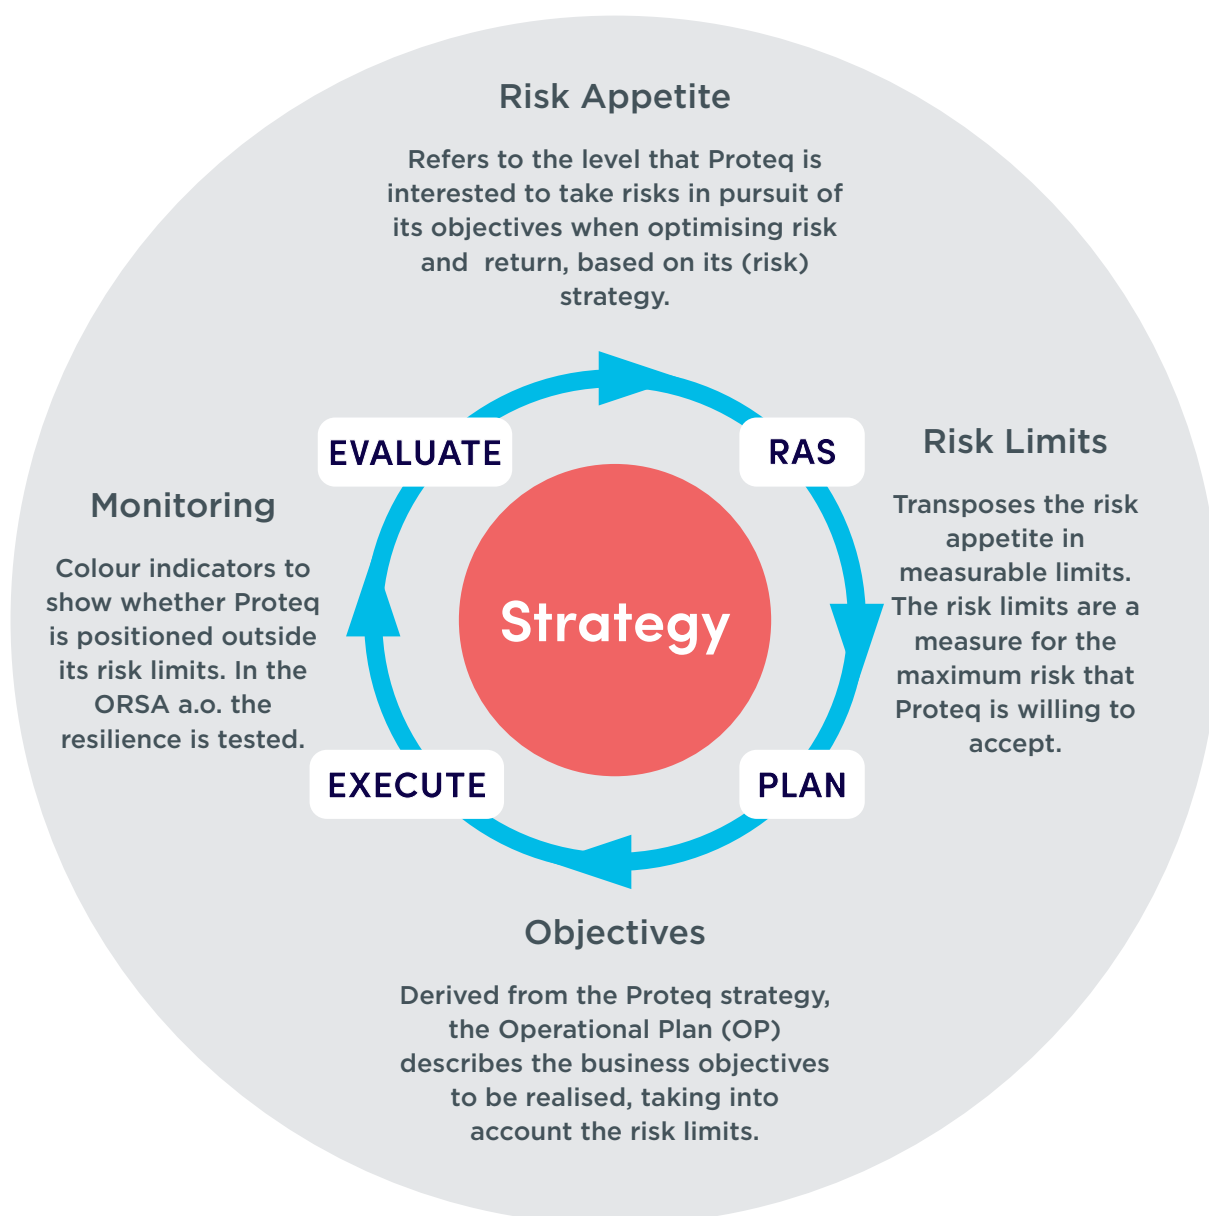 Risk Appetite
Refers to the level that Proteq is
interested to take risks in pursuit of
its objectives when optimising risk
and return, based on its (risk)
strategy.
EVALUATE
RAS
Risk Limits
Transposes the risk
appetite in
measurable limits.
The risk limits are a
measure for the
maximum risk that
Proteq is willing to
accept.
Monitoring
Colour indicators to
show whether Proteq
is positioned outside
its risk limits. In the
ORSA a.o. the
resilience is tested.
Strategy
EXECUTE
PLAN
Objectives
Derived from the Proteq strategy,
the Operational Plan (OP)
describes the business objectives
to be realised, taking into
account the risk limits.